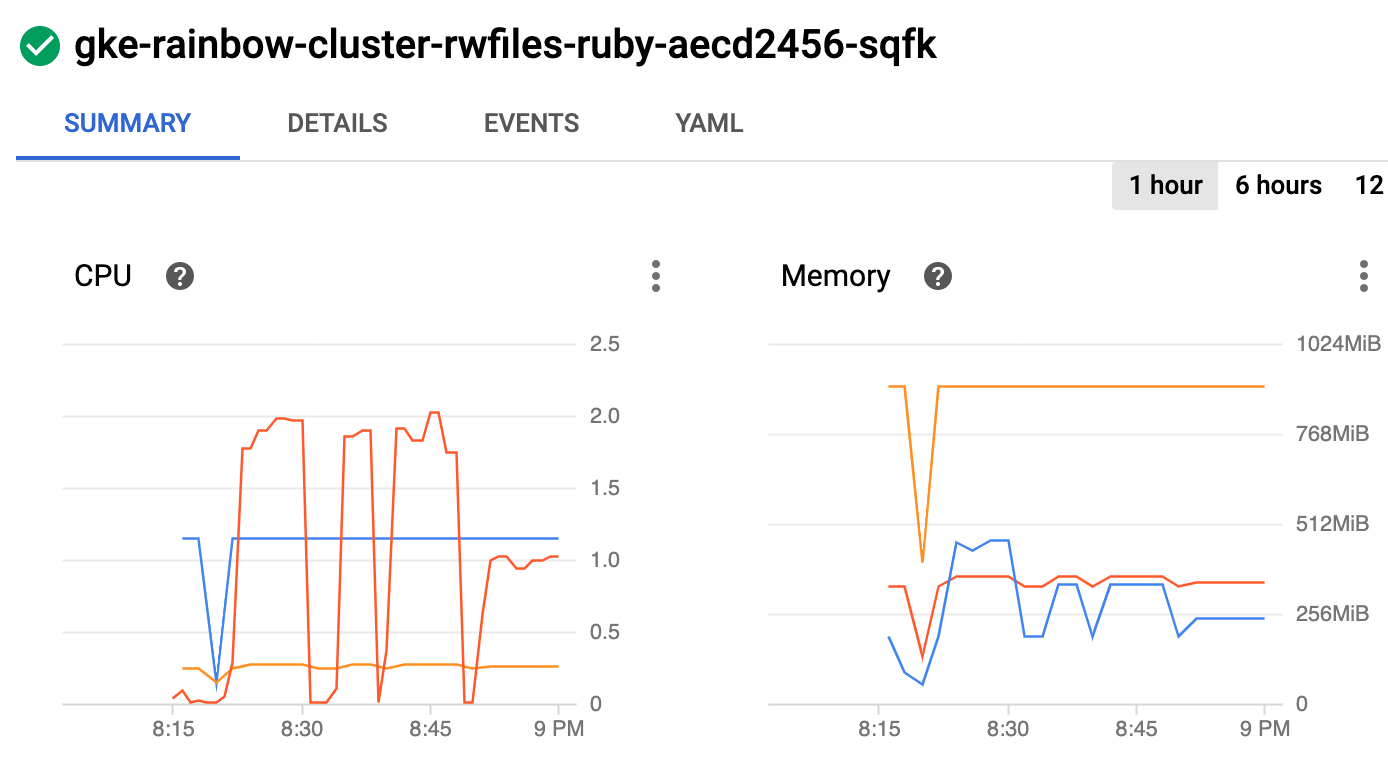 gke-rainbow-cluster-rwfiles-ruby-aecd2456-sqfk
SUMMARY DETAILS EVENTS YAML
1 hour 6 hours 12
CPU ? Memory ?
2.5 1024MiB
2.0
768MiB
1.5
512MiB
1.0
256MiB
0.5
0 0
8:15 8:30 8:45 9 PM 8:15 8:30 8:45 9 PM